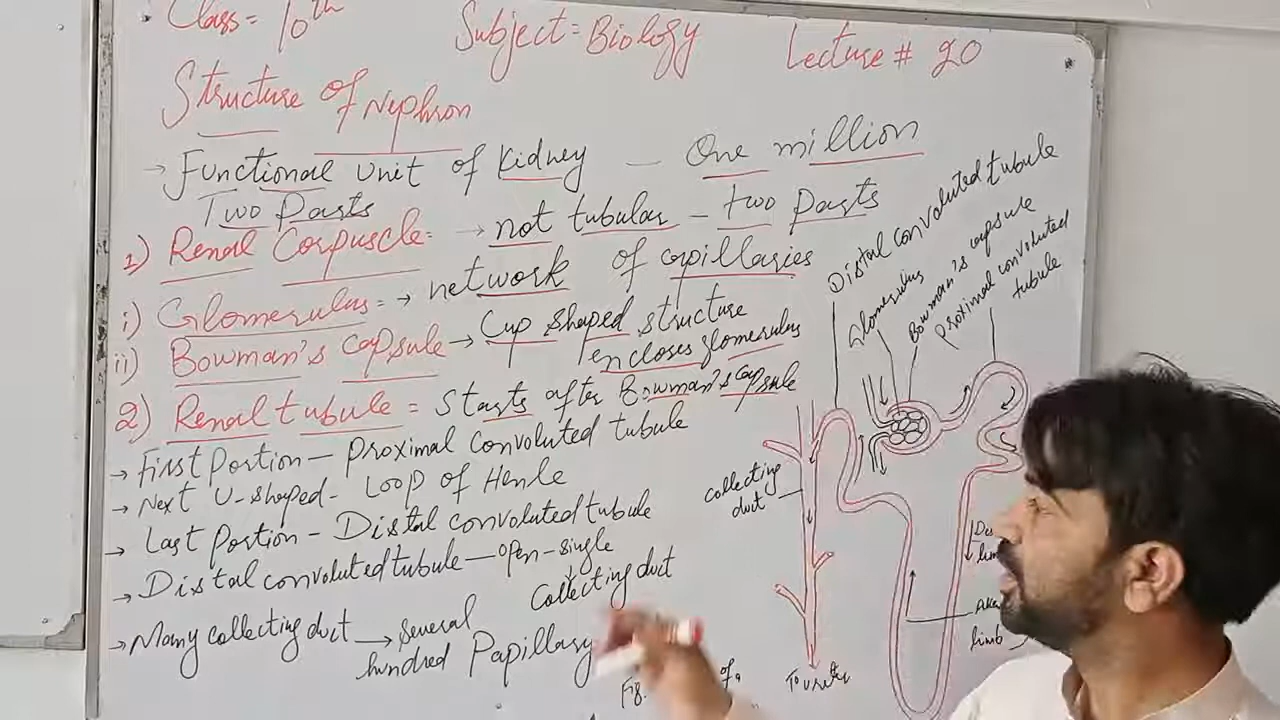 Class = 10th
Subject = Biology
Lecture # 20
Structure of Nephron
→ Functional unit of kidney — One million
Two Parts
1) Renal Corpuscle = → not tubular - two parts
i) Glomerulus = → network of capillaries
ii) Bowman's capsule → Cup shaped structure
encloses glomerulus
2) Renal tubule = Starts after Bowman's capsule
→ First Portion — Proximal convoluted tubule
→ Next U-shaped - Loop of Henle
→ Last Portion - Distal convoluted tubule
→ Distal convoluted tubule — open - single
Collecting duct
→ Many collecting duct → several
hundred Papillary
Distal convoluted tubule
Glomerulus
Bowman's capsule
Proximal convoluted
tubule
collecting
duct
limb
limb
Fig.
of
To ureter